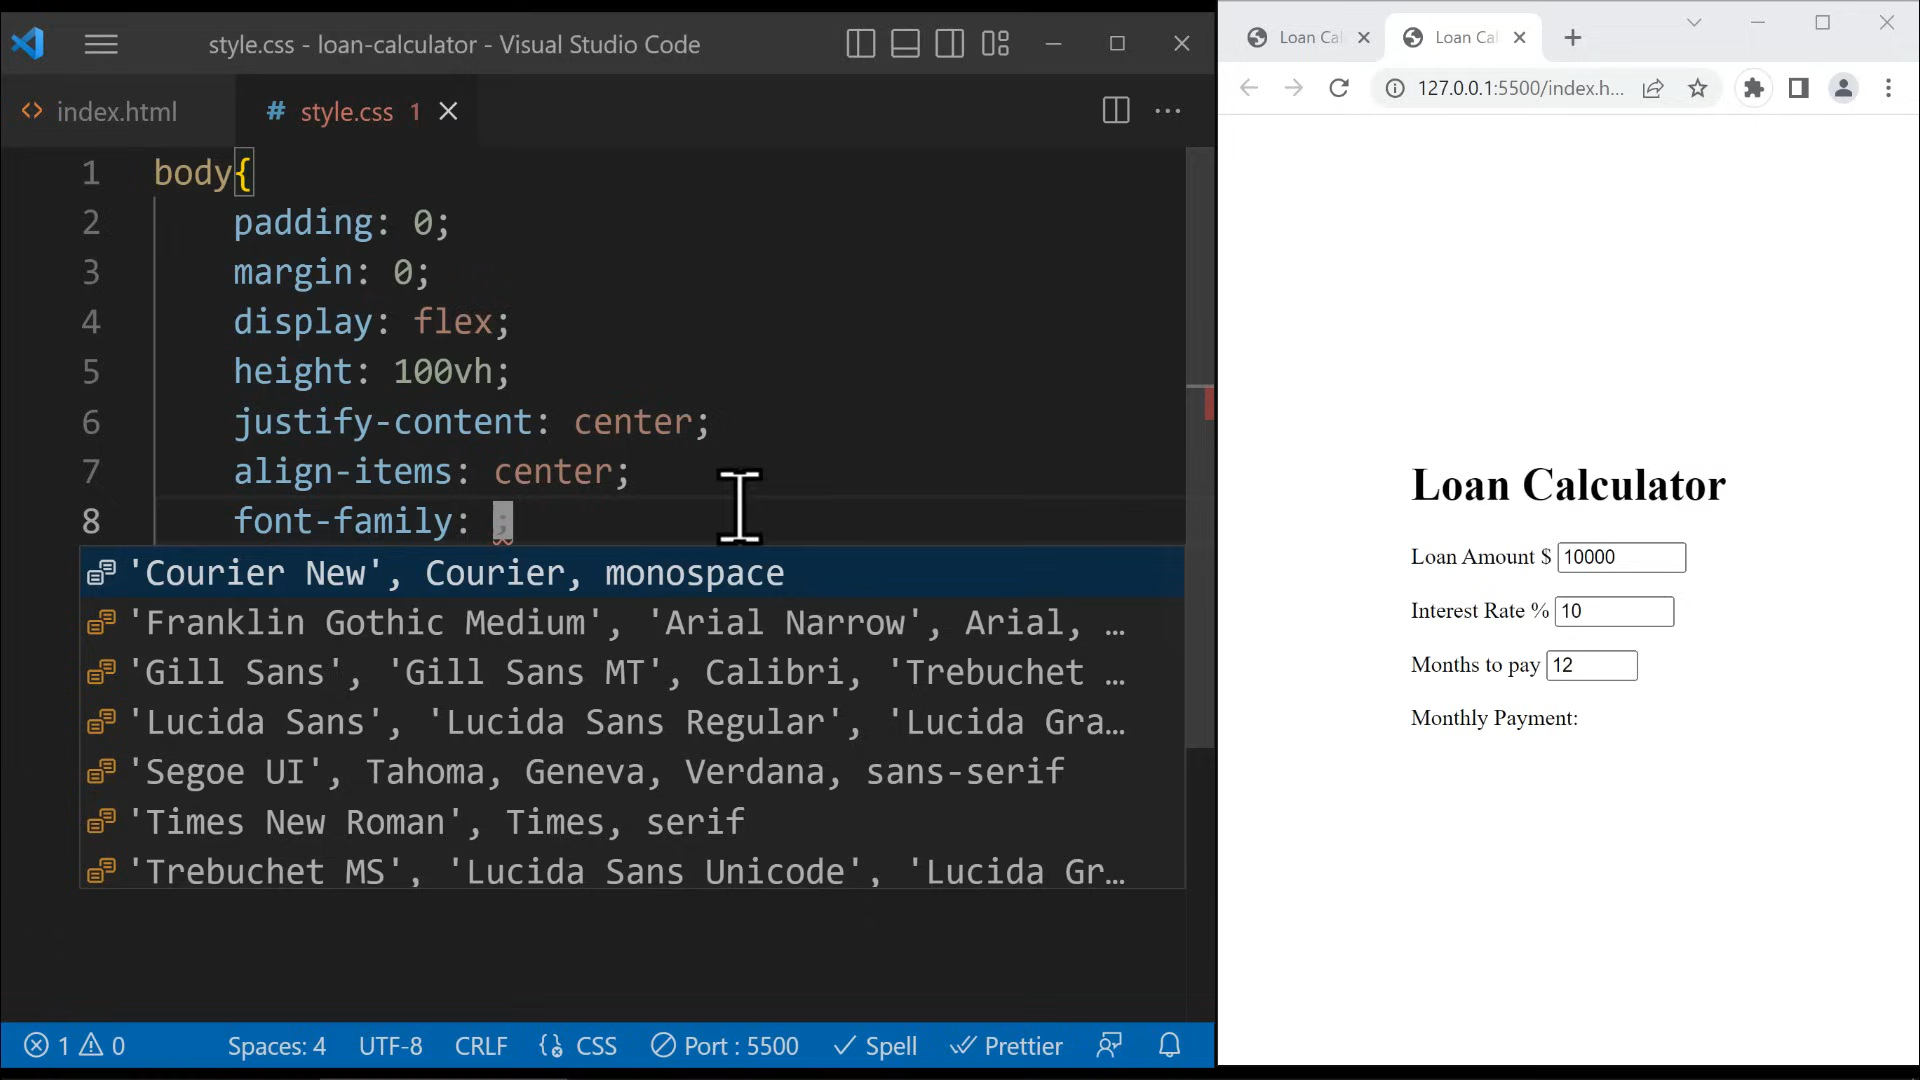 style.css - loan-calculator - Visual Studio Code
index.html
# style.css 1
1 body{
2 padding: 0;
3 margin: 0;
4 display: flex;
5 height: 100vh;
6 justify-content: center;
7 align-items: center;
8 font-family: ;
'Courier New', Courier, monospace
'Franklin Gothic Medium', 'Arial Narrow', Arial, …
'Gill Sans', 'Gill Sans MT', Calibri, 'Trebuchet …
'Lucida Sans', 'Lucida Sans Regular', 'Lucida Gra…
'Segoe UI', Tahoma, Geneva, Verdana, sans-serif
'Times New Roman', Times, serif
'Trebuchet MS', 'Lucida Sans Unicode', 'Lucida Gr…
1 0 Spaces: 4 UTF-8 CRLF CSS Port : 5500 Spell Prettier
Loan Cal Loan Cal
127.0.0.1:5500/index.h...
Loan Calculator
Loan Amount $ 10000
Interest Rate % 10
Months to pay 12
Monthly Payment: